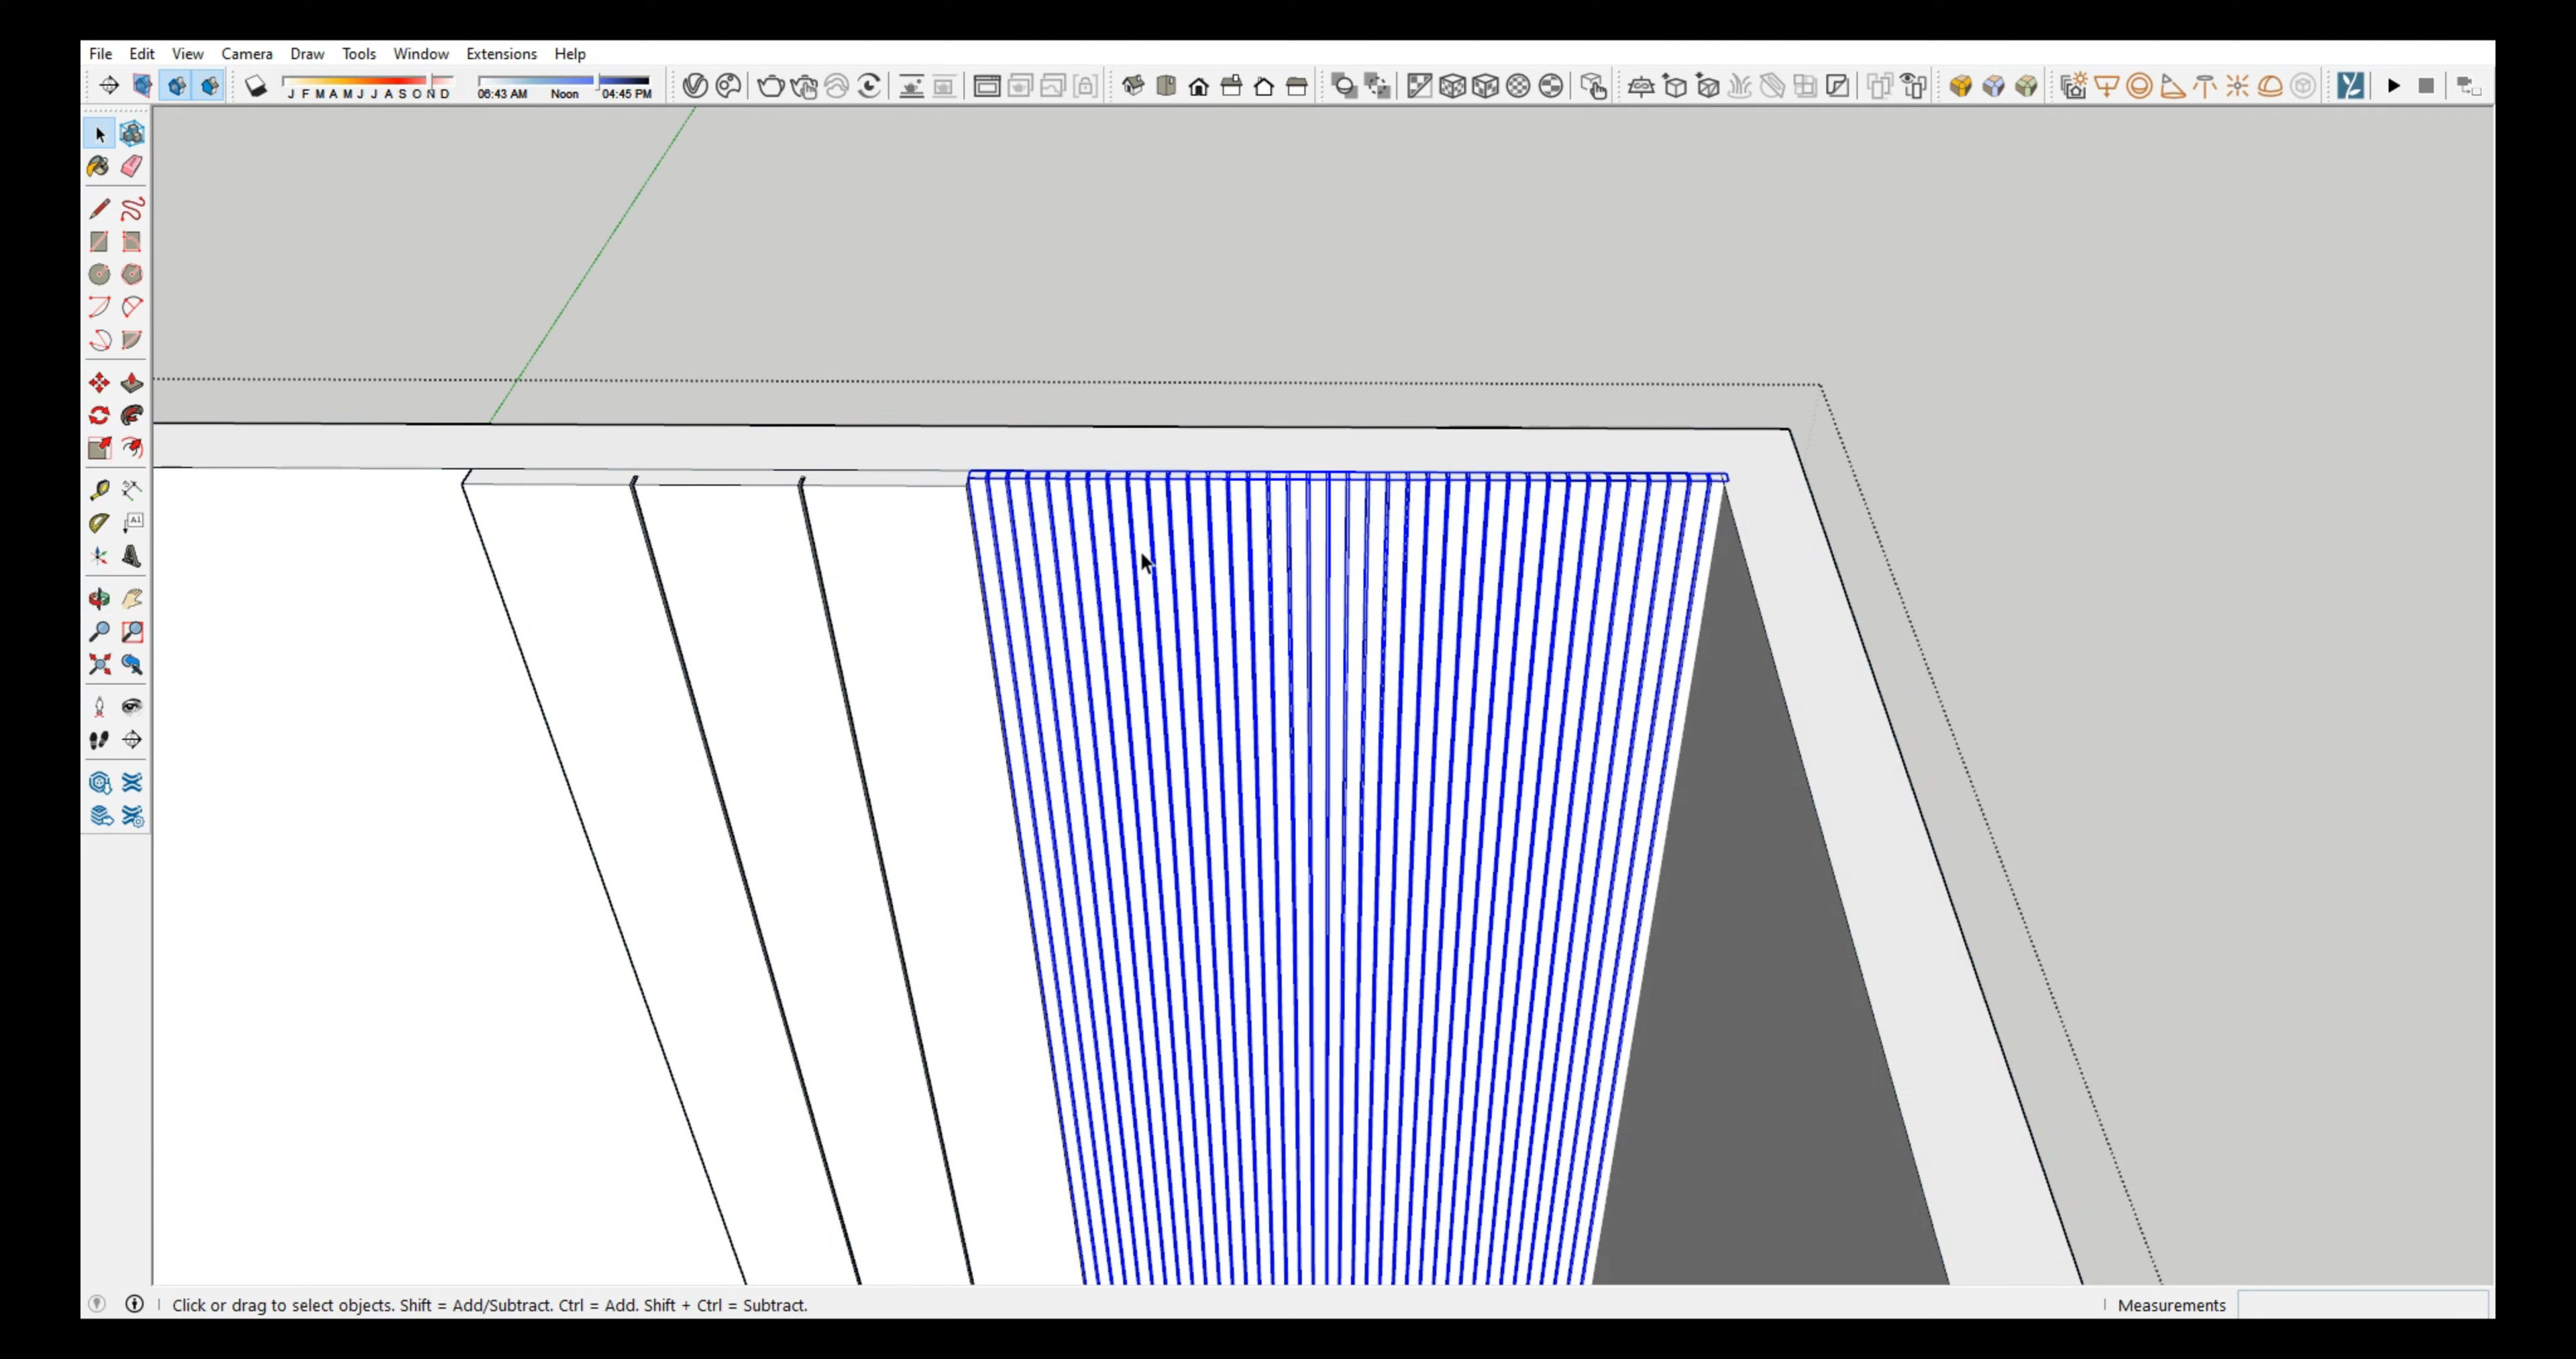 File Edit View Camera Draw Tools Window Extensions Help
J F M A M J J A S O N D 06:43 AM Noon 04:45 PM
A1
Click or drag to select objects. Shift = Add/Subtract. Ctrl = Add. Shift + Ctrl = Subtract. Measurements